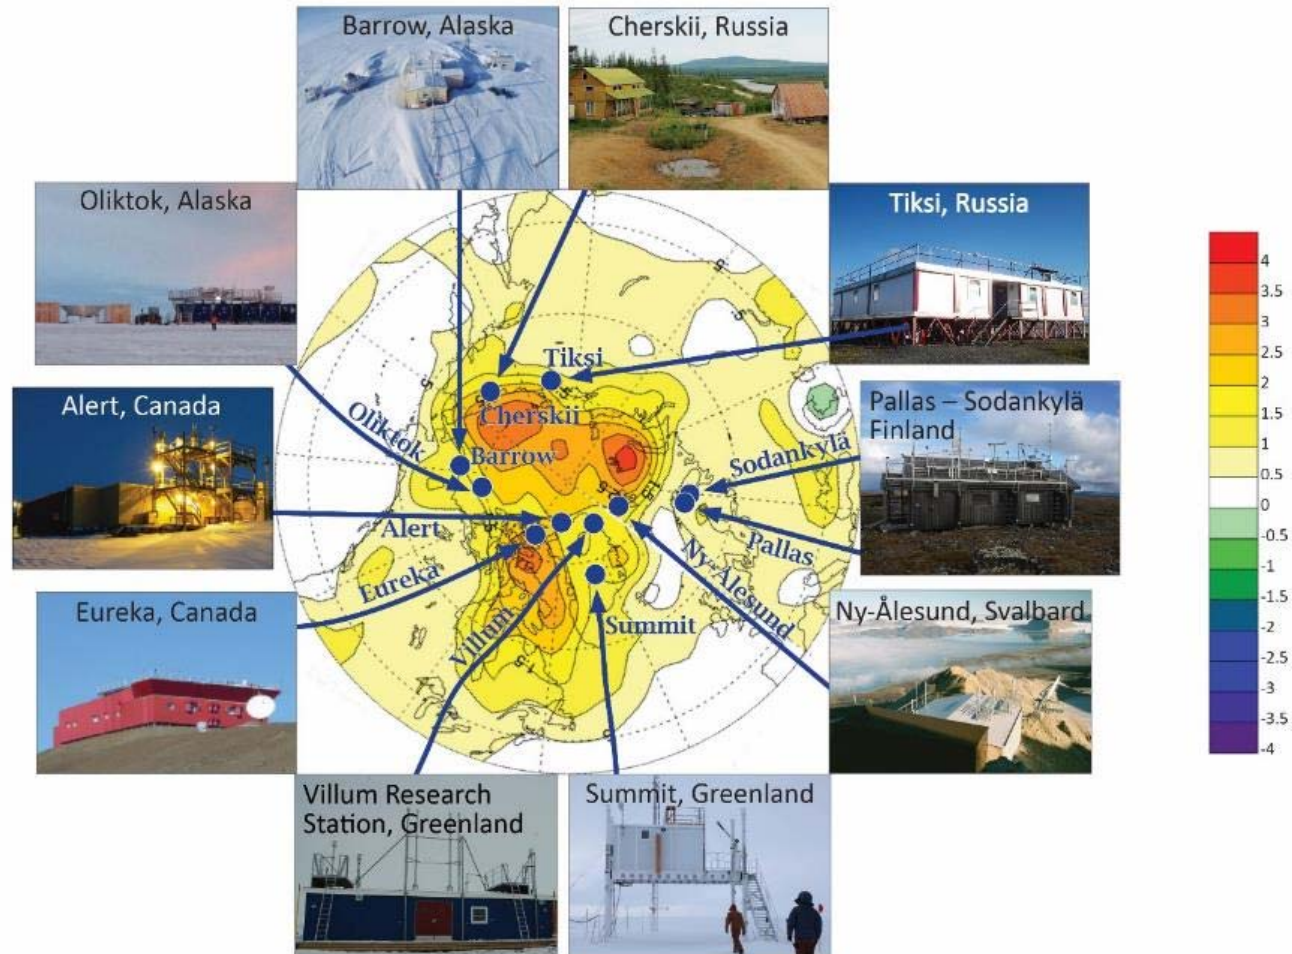 Barrow, Alaska
Cherskii, Russia
Oliktok, Alaska
Tiksi, Russia
Alert, Canada
Pallas – Sodankylä
Finland
Eureka, Canada
Ny-Ålesund, Svalbard
Villum Research
Station, Greenland
Summit, Greenland
Tiksi
Cherskii
Oliktok
Barrow
Sodankylä
Alert
Pallas
Eureka
Ny-Ålesund
Villum
Summit
4
3.5
3
2.5
2
1.5
1
0.5
0
-0.5
-1
-1.5
-2
-2.5
-3
-3.5
-4